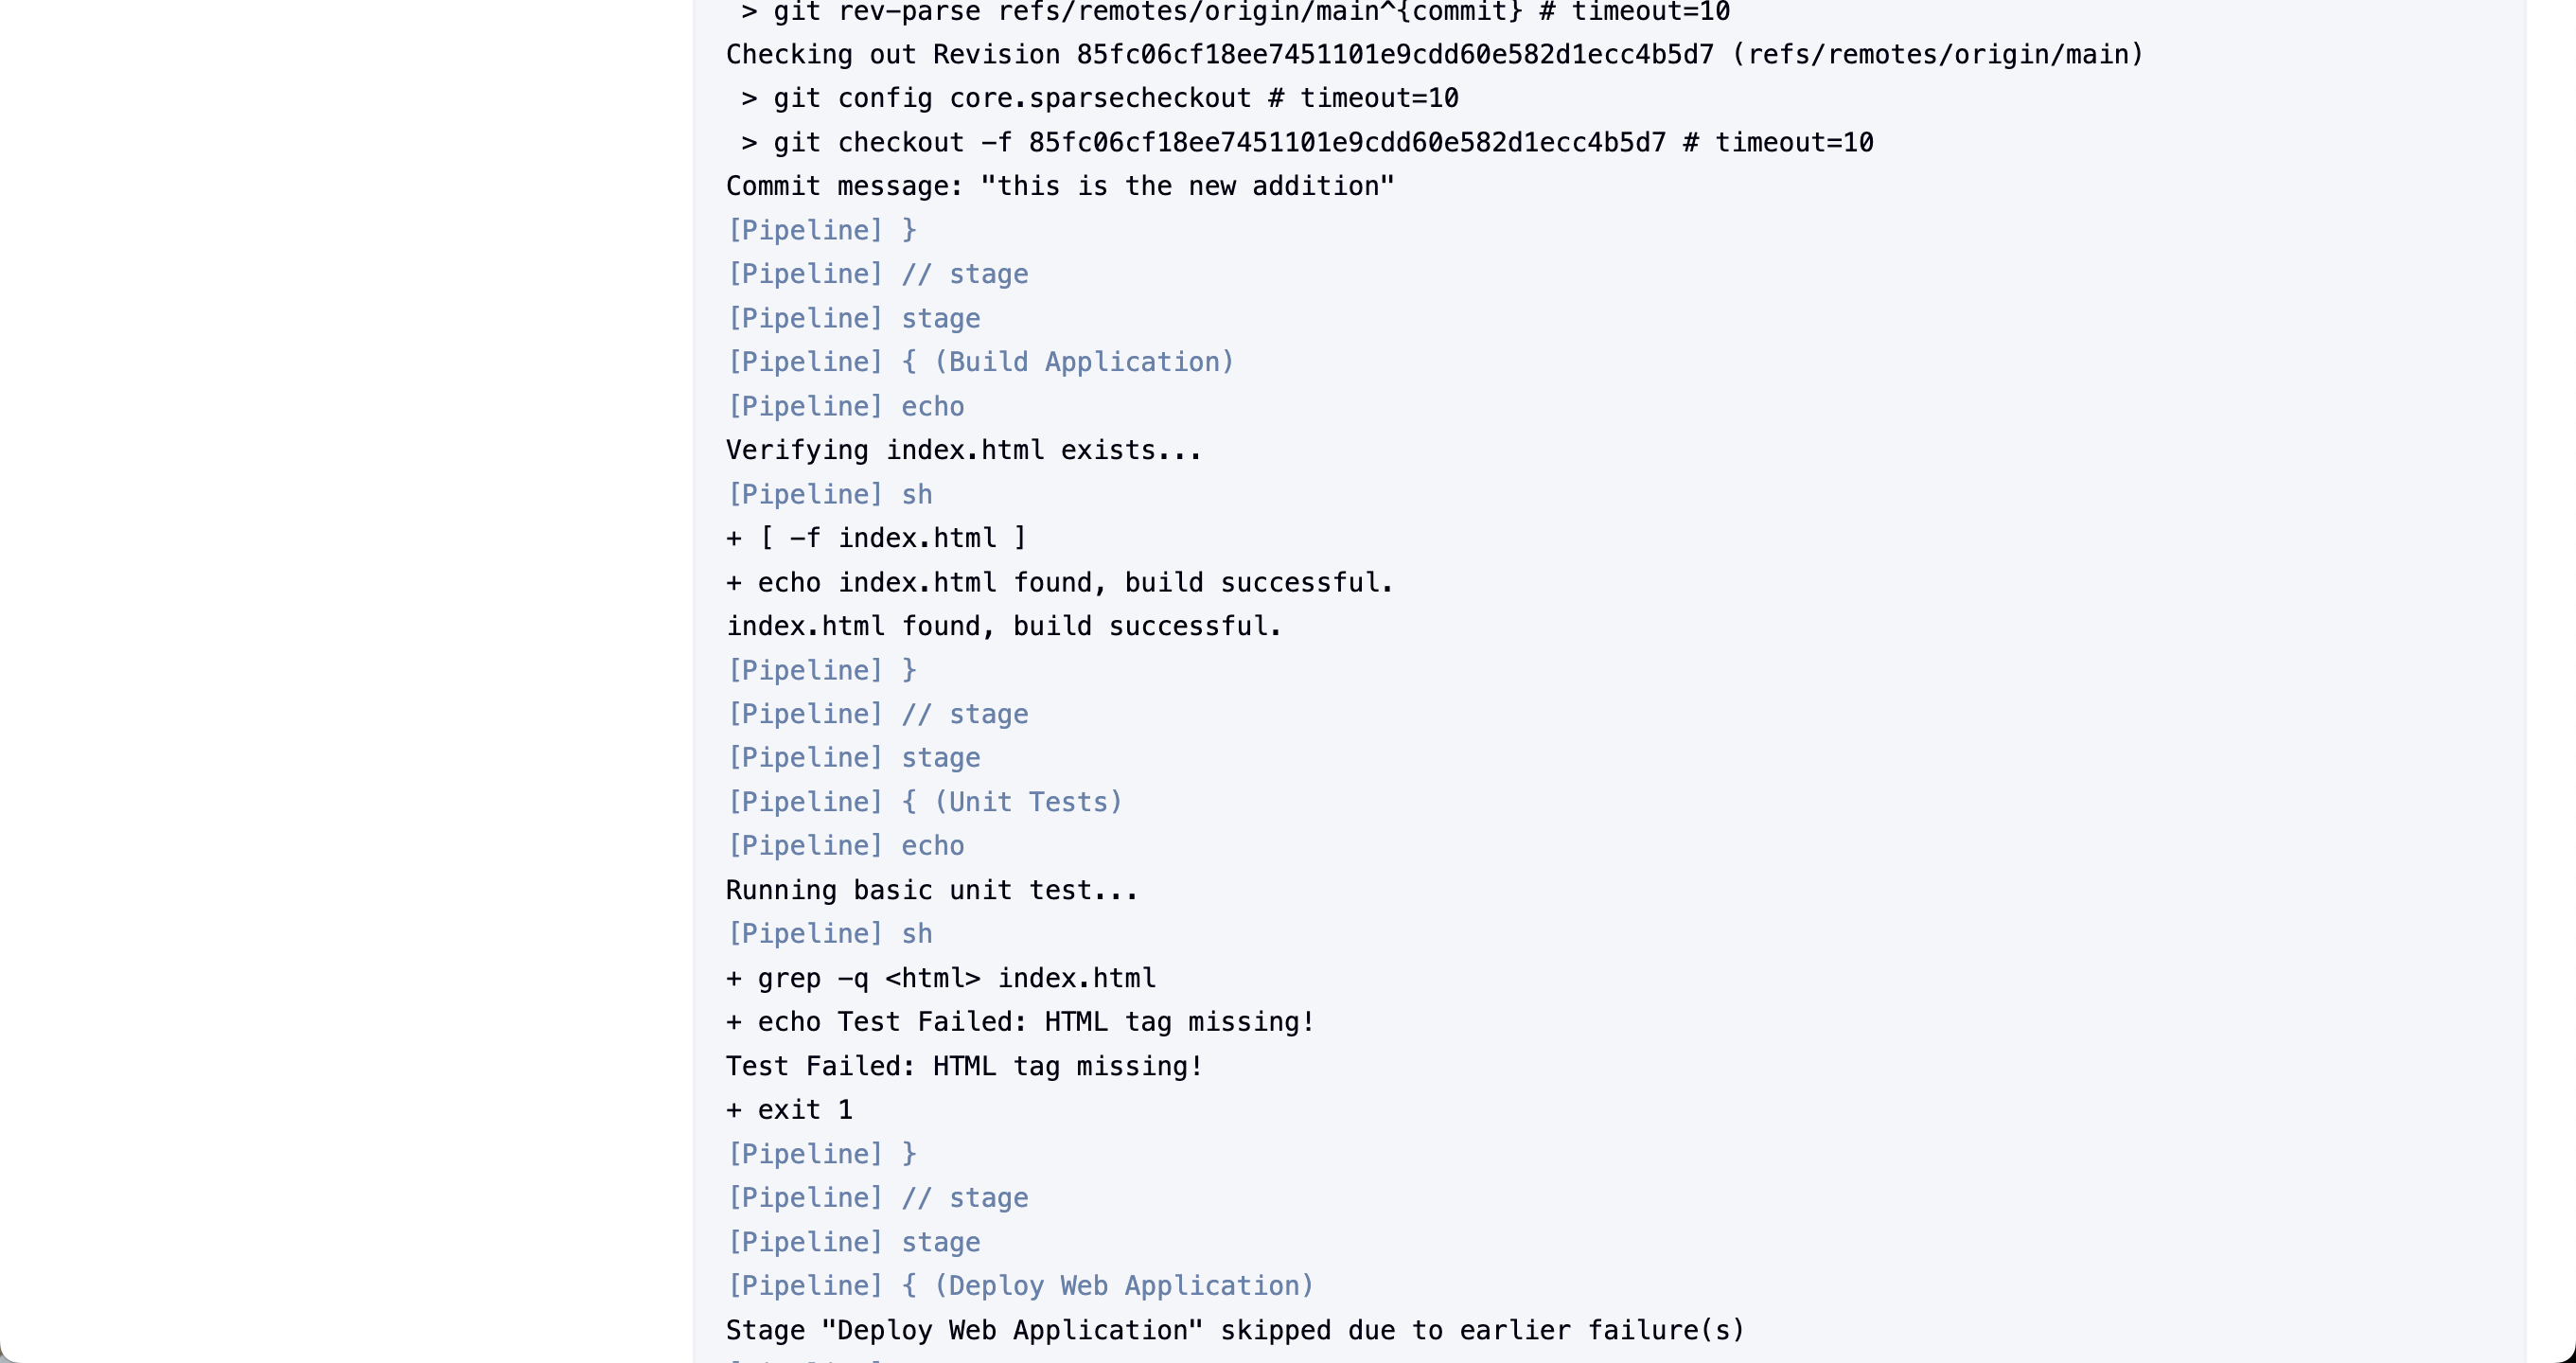 > git rev-parse refs/remotes/origin/main^{commit} # timeout=10
Checking out Revision 85fc06cf18ee7451101e9cdd60e582d1ecc4b5d7 (refs/remotes/origin/main)
> git config core.sparsecheckout # timeout=10
> git checkout -f 85fc06cf18ee7451101e9cdd60e582d1ecc4b5d7 # timeout=10
Commit message: "this is the new addition"
[Pipeline] }
[Pipeline] // stage
[Pipeline] stage
[Pipeline] { (Build Application)
[Pipeline] echo
Verifying index.html exists...
[Pipeline] sh
+ [ -f index.html ]
+ echo index.html found, build successful.
index.html found, build successful.
[Pipeline] }
[Pipeline] // stage
[Pipeline] stage
[Pipeline] { (Unit Tests)
[Pipeline] echo
Running basic unit test...
[Pipeline] sh
+ grep -q <html> index.html
+ echo Test Failed: HTML tag missing!
Test Failed: HTML tag missing!
+ exit 1
[Pipeline] }
[Pipeline] // stage
[Pipeline] stage
[Pipeline] { (Deploy Web Application)
Stage "Deploy Web Application" skipped due to earlier failure(s)